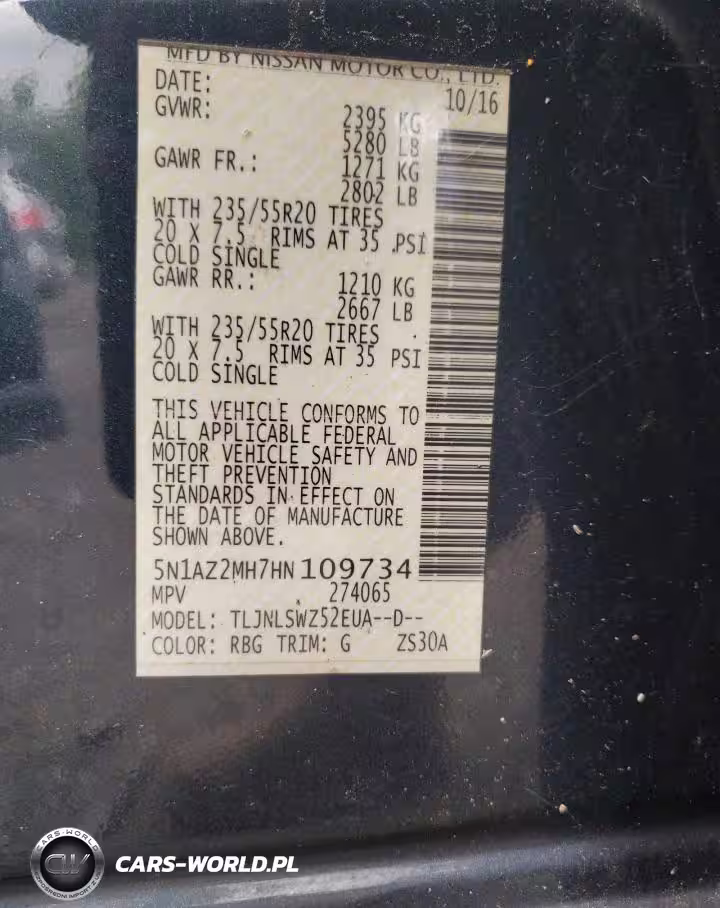 MFD BY NISSAN MOTOR CO., LTD.
DATE: 10/16
GVWR: 2395 KG
5280 LB
GAWR FR.: 1271 KG
2802 LB
WITH 235/55R20 TIRES
20 X 7.5 RIMS AT 35 PSI
COLD SINGLE
GAWR RR.: 1210 KG
2667 LB
WITH 235/55R20 TIRES
20 X 7.5 RIMS AT 35 PSI
COLD SINGLE
THIS VEHICLE CONFORMS TO
ALL APPLICABLE FEDERAL
MOTOR VEHICLE SAFETY AND
THEFT PREVENTION
STANDARDS IN EFFECT ON
THE DATE OF MANUFACTURE
SHOWN ABOVE.
5N1AZ2MH7HN109734
MPV 274065
MODEL: TLJNLSWZ52EUA--D--
COLOR: RBG TRIM: G ZS30A
CARS-WORLD
CW
CARS-WORLD.PL